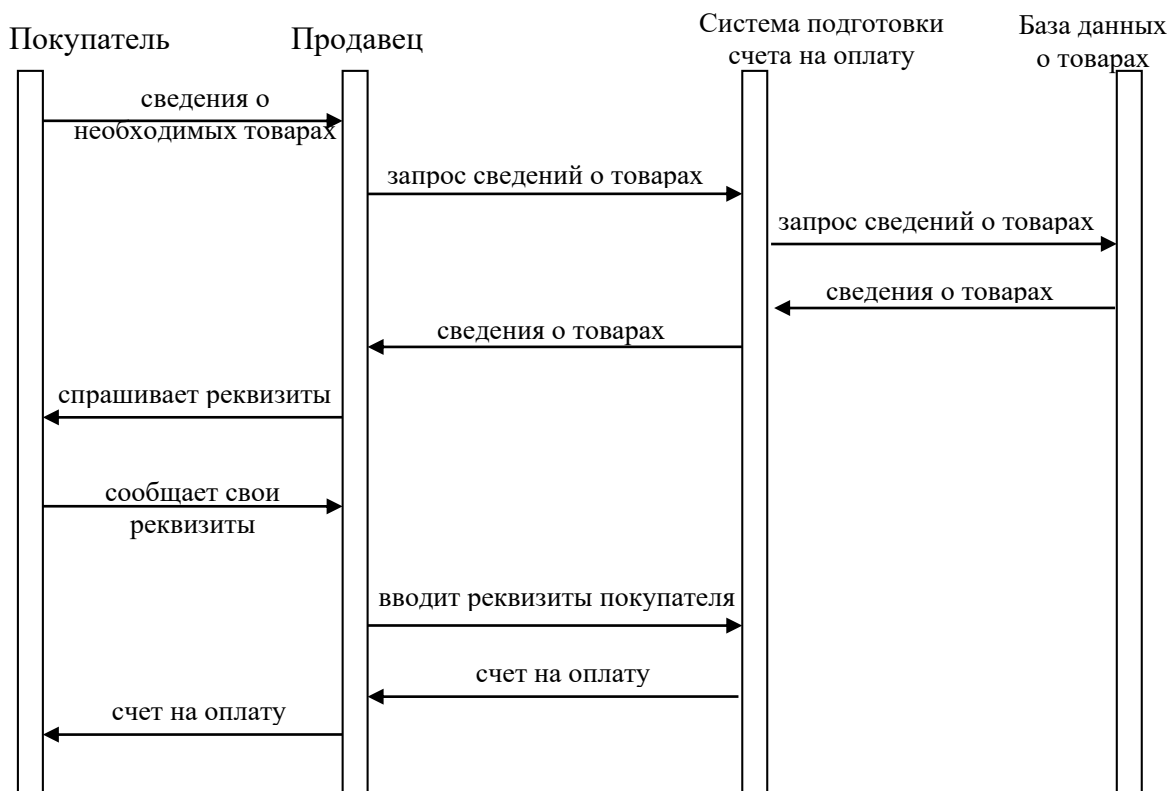 Покупатель
Продавец
Система подготовки
счета на оплату
База данных
о товарах
сведения о
необходимых товарах
запрос сведений о товарах
запрос сведений о товарах
сведения о товарах
сведения о товарах
спрашивает реквизиты
сообщает свои
реквизиты
вводит реквизиты покупателя
счет на оплату
счет на оплату